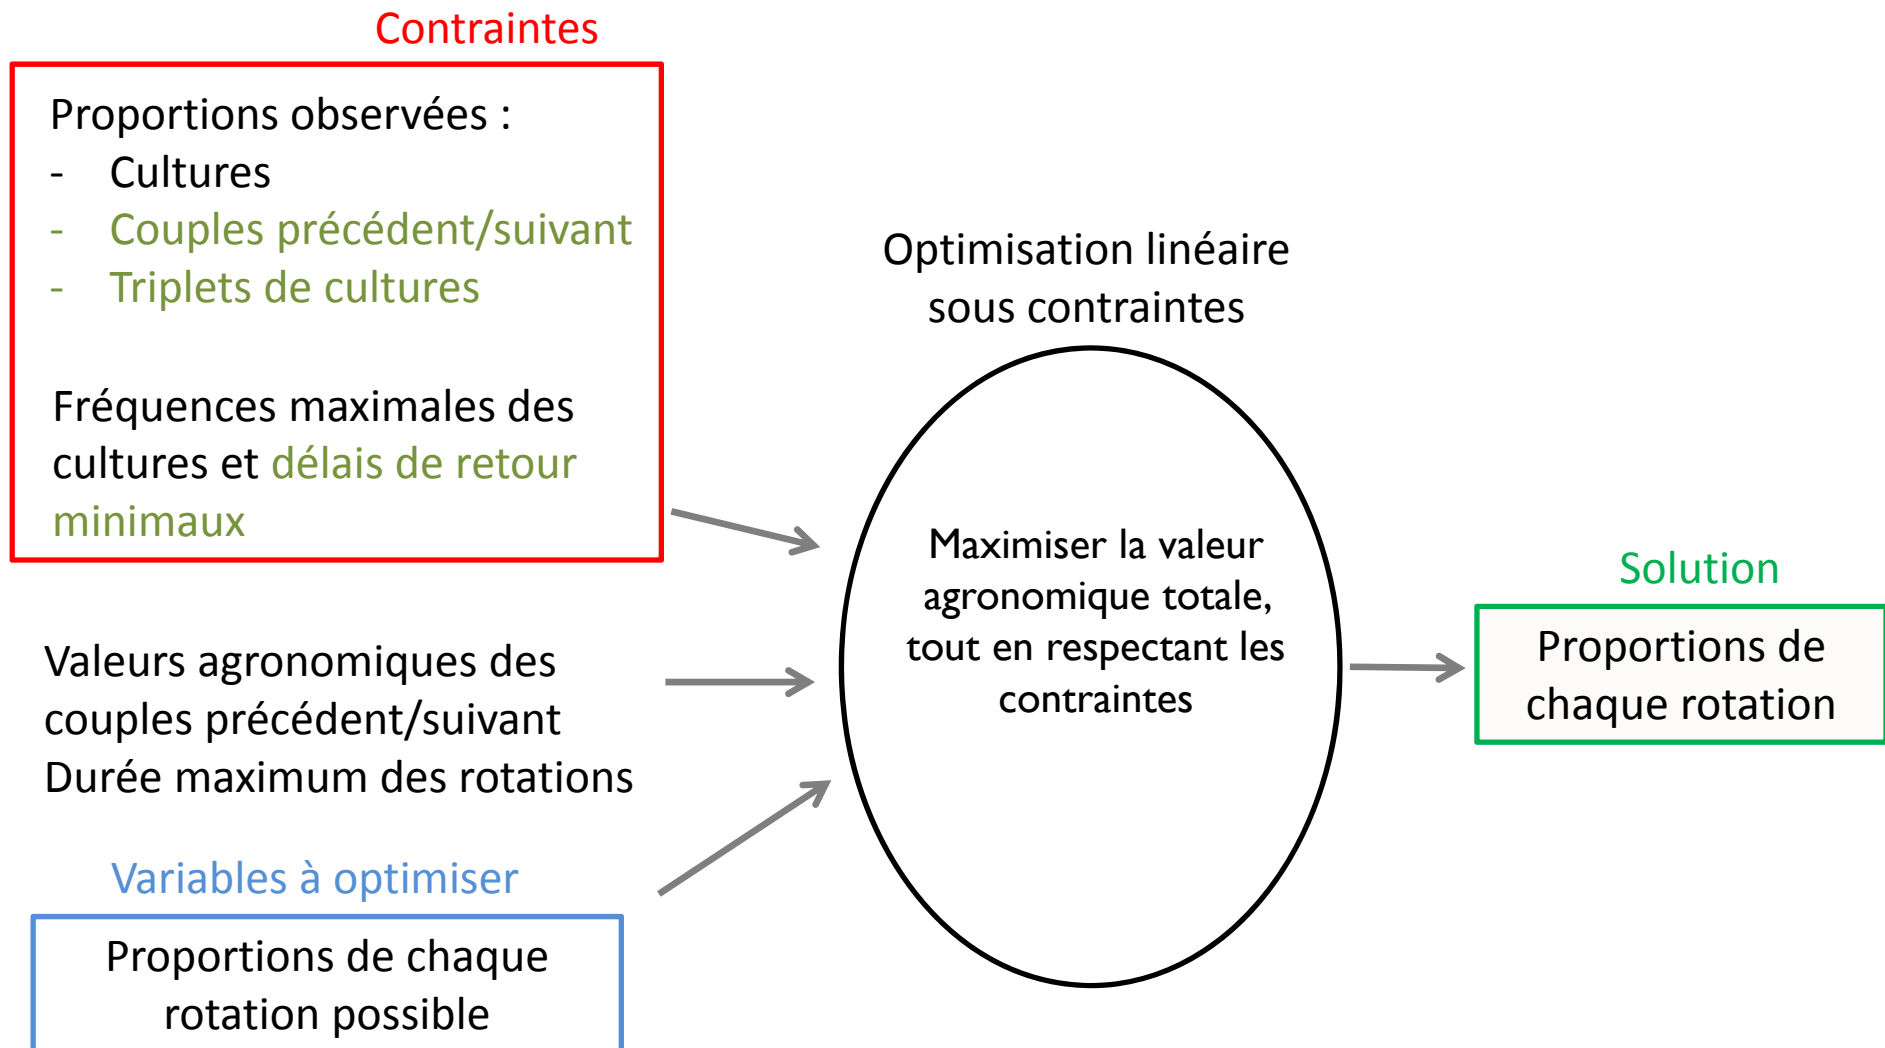 Contraintes
Proportions observées :
- Cultures
- Couples précédent/suivant
- Triplets de cultures
Fréquences maximales des
cultures et délais de retour
minimaux
Valeurs agronomiques des
couples précédent/suivant
Durée maximum des rotations
Variables à optimiser
Proportions de chaque
rotation possible
Optimisation linéaire
sous contraintes
Maximiser la valeur
agronomique totale,
tout en respectant les
contraintes
Solution
Proportions de
chaque rotation